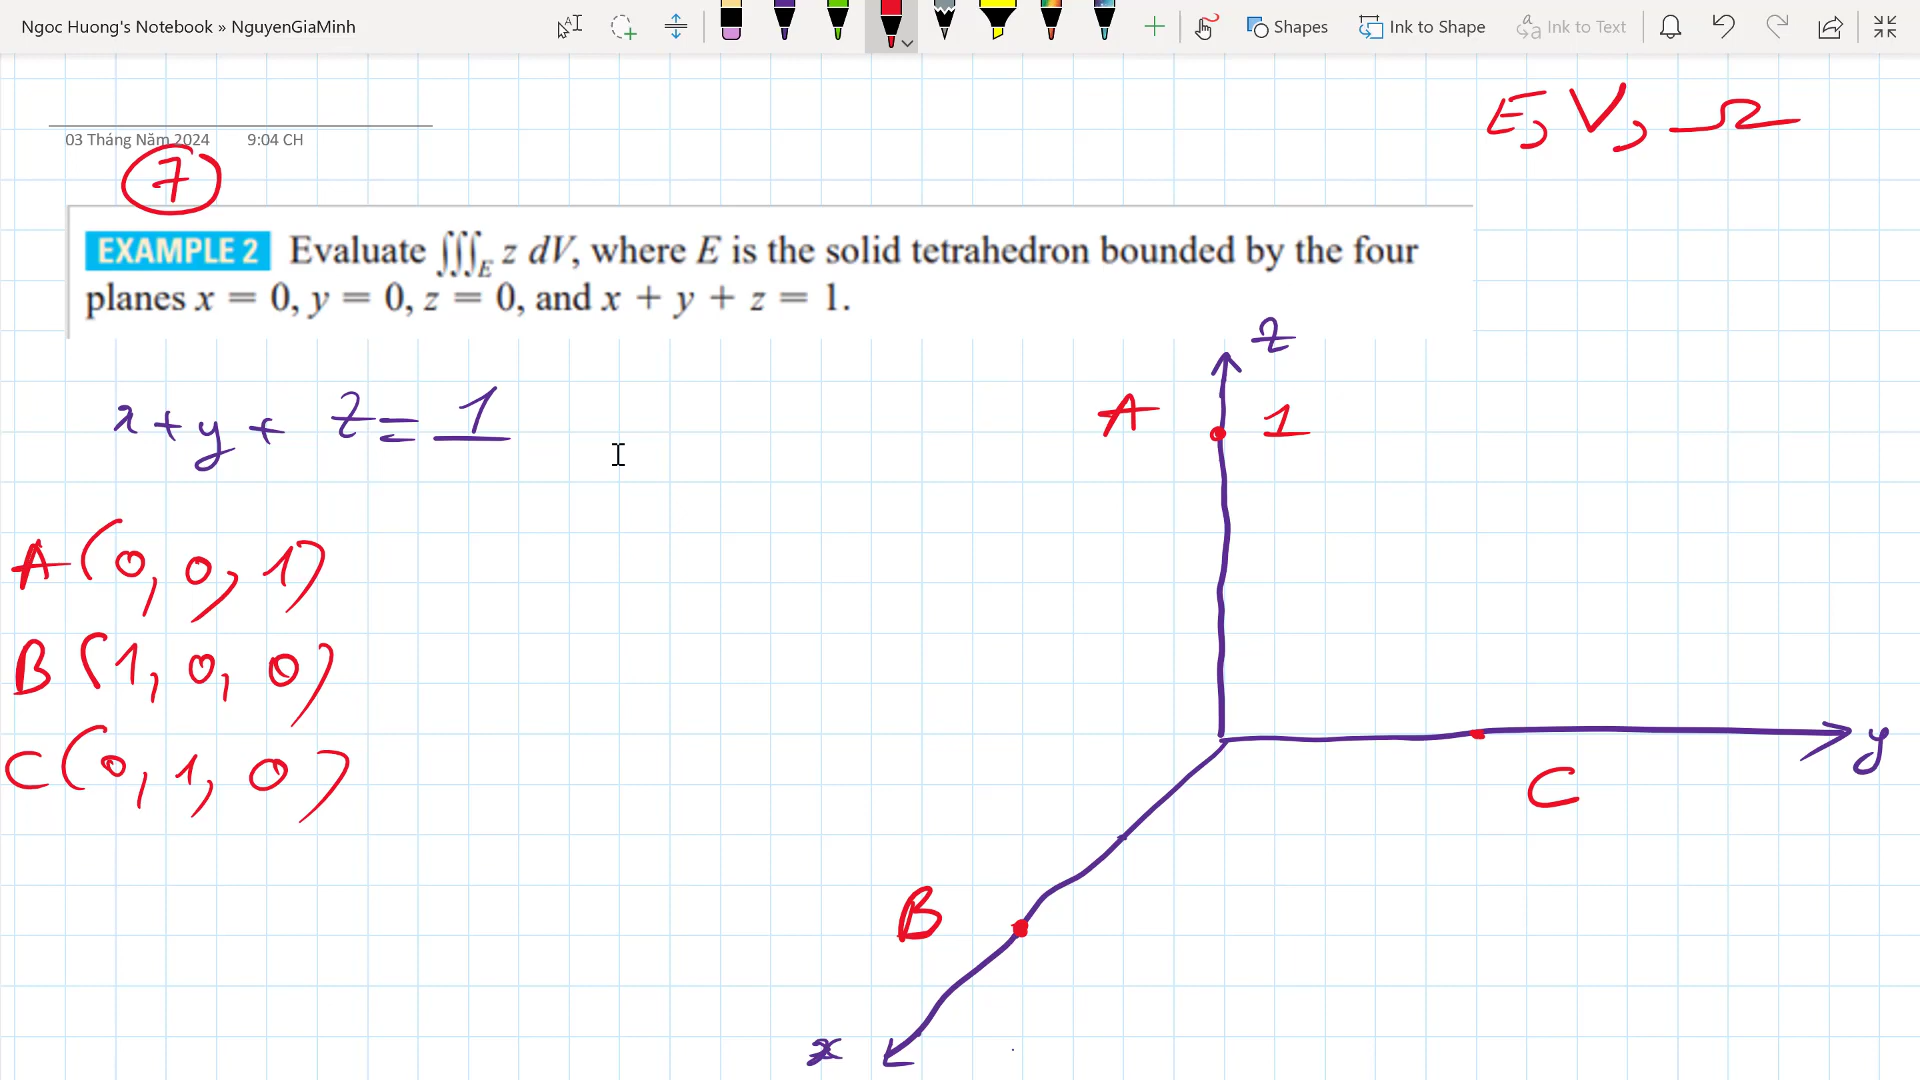 Ngoc Huong's Notebook » NguyenGiaMinh
Shapes
Ink to Shape
Ink to Text
E, V, Ω
03 Tháng Năm 2024 9:04 CH
7
EXAMPLE 2 Evaluate ∭_E z dV, where E is the solid tetrahedron bounded by the four
planes x = 0, y = 0, z = 0, and x + y + z = 1.
z
x + y + z = 1
A 1
A (0, 0, 1)
B (1, 0, 0)
y
C (0, 1, 0)
C
B
x